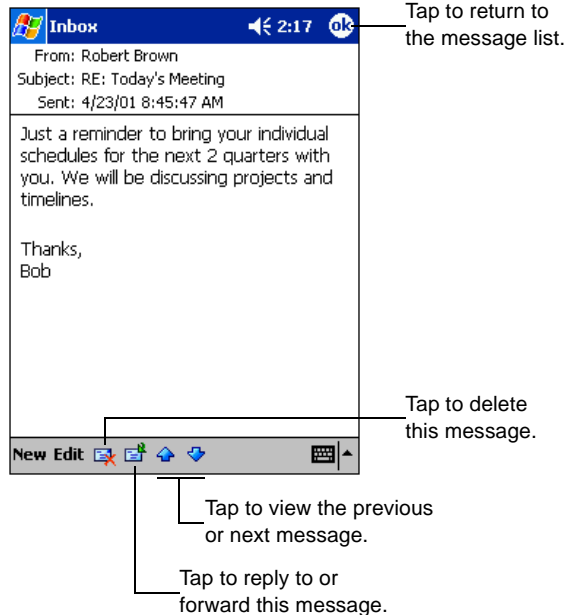 Inbox 2:17 ok
From: Robert Brown
Subject: RE: Today's Meeting
Sent: 4/23/01 8:45:47 AM
Just a reminder to bring your individual
schedules for the next 2 quarters with
you. We will be discussing projects and
timelines.
Thanks,
Bob
New Edit
Tap to return to
the message list.
Tap to delete
this message.
Tap to view the previous
or next message.
Tap to reply to or
forward this message.